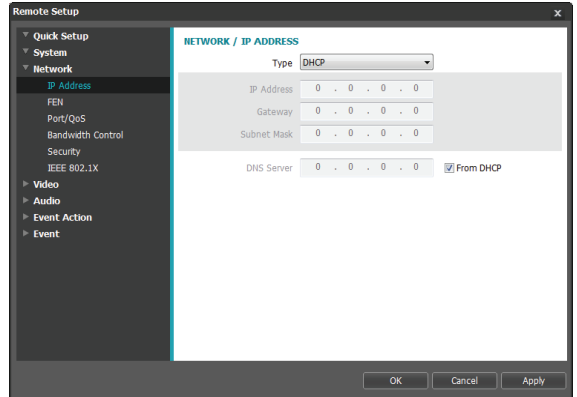 Remote Setup
x
Quick Setup
System
Network
IP Address
FEN
Port/QoS
Bandwidth Control
Security
IEEE 802.1X
Video
Audio
Event Action
Event
NETWORK / IP ADDRESS
Type DHCP
IP Address 0 . 0 . 0 . 0
Gateway 0 . 0 . 0 . 0
Subnet Mask 0 . 0 . 0 . 0
DNS Server 0 . 0 . 0 . 0 From DHCP
OK Cancel Apply